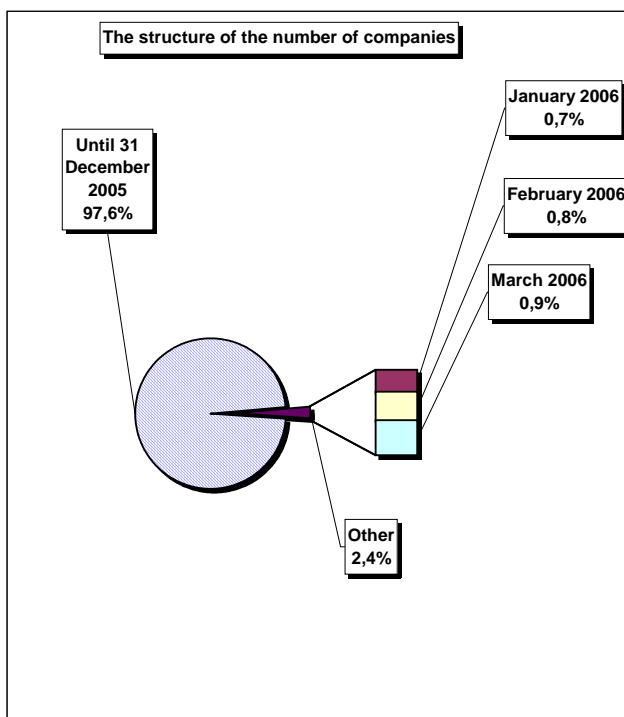 The structure of the number of companies
January 2006
0,7%
Until 31
December
2005
97,6%
February 2006
0,8%
March 2006
0,9%
Other
2,4%